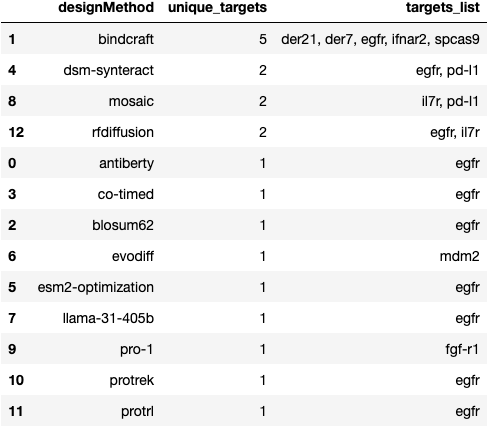 designMethod unique_targets targets_list
1 bindcraft 5 der21, der7, egfr, ifnar2, spcas9
4 dsm-synteract 2 egfr, pd-l1
8 mosaic 2 il7r, pd-l1
12 rfdiffusion 2 egfr, il7r
0 antiberty 1 egfr
3 co-timed 1 egfr
2 blosum62 1 egfr
6 evodiff 1 mdm2
5 esm2-optimization 1 egfr
7 llama-31-405b 1 egfr
9 pro-1 1 fgf-r1
10 protrek 1 egfr
11 protrl 1 egfr